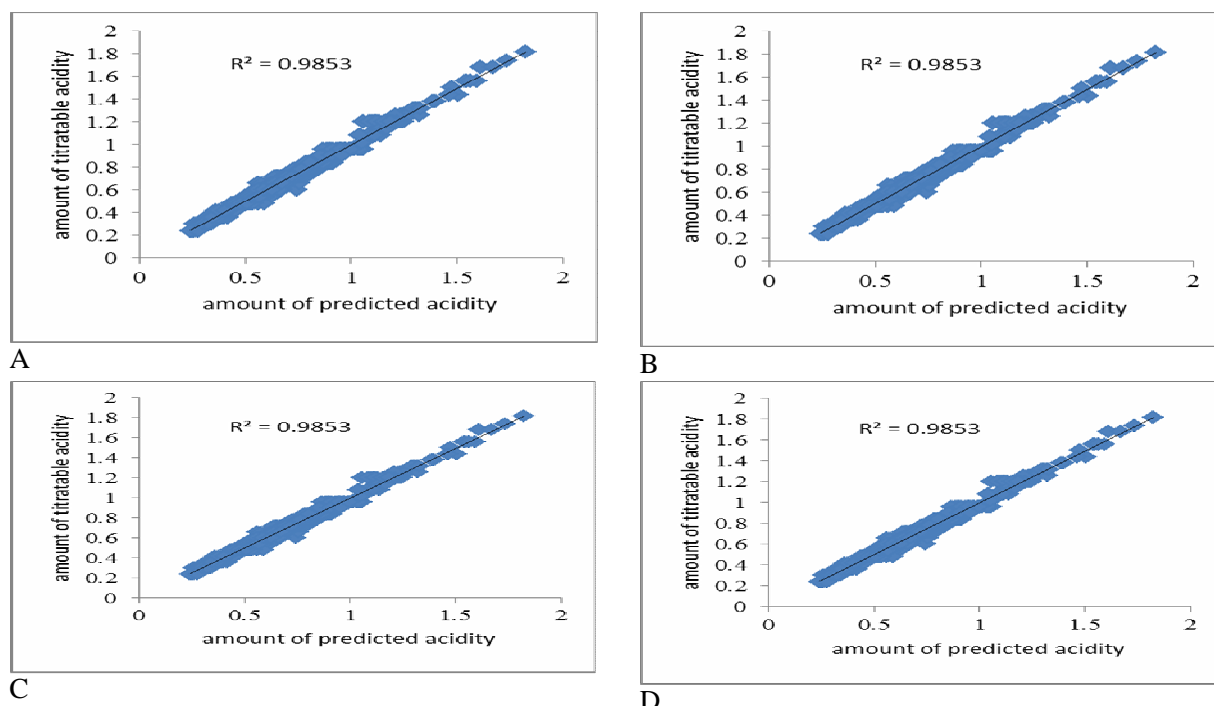 2
1.8
1.6
1.4
1.2
1
0.8
0.6
0.4
0.2
0
R² = 0.9853
amount of titratable acidity
0 0.5 1 1.5 2
amount of predicted acidity
A
2
1.8
1.6
1.4
1.2
1
0.8
0.6
0.4
0.2
0
R² = 0.9853
amount of titratable acidity
0 0.5 1 1.5 2
amount of predicted acidity
B
2
1.8
1.6
1.4
1.2
1
0.8
0.6
0.4
0.2
0
R² = 0.9853
amount of titratable acidity
0 0.5 1 1.5 2
amount of predicted acidity
C
2
1.8
1.6
1.4
1.2
1
0.8
0.6
0.4
0.2
0
R² = 0.9853
amount of titratable acidity
0 0.5 1 1.5 2
amount of predicted acidity
D